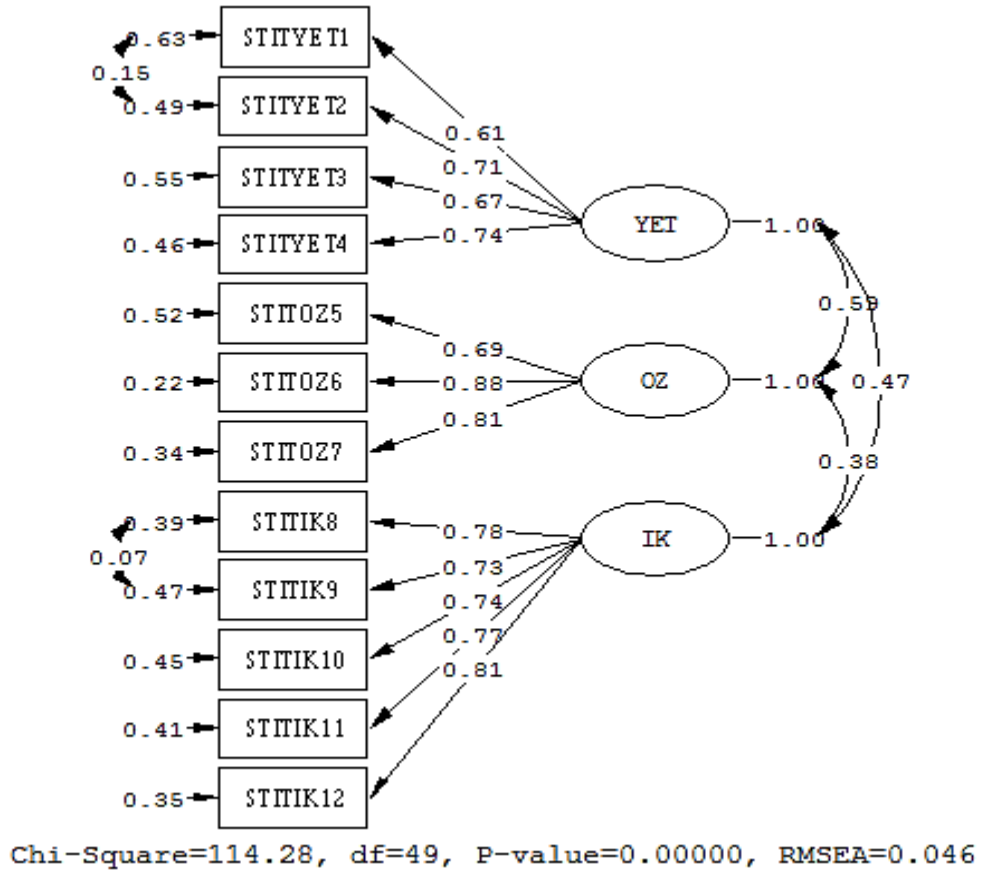 0.63 STITYET1
0.15
0.49 STITYET2
0.61
0.71
0.55 STITYET3
0.67
YET 1.00
0.46 STITYET4
0.74
0.59
0.52 STITOZ5
0.69
0.22 STITOZ6
0.88
OZ 1.00
0.47
0.81
0.34 STITOZ7
0.38
0.39 STITIK8
0.78
IK 1.00
0.07
0.73
0.47 STITIK9
0.74
0.77
0.45 STITIK10
0.81
0.41 STITIK11
0.35 STITIK12
Chi-Square=114.28, df=49, P-value=0.00000, RMSEA=0.046